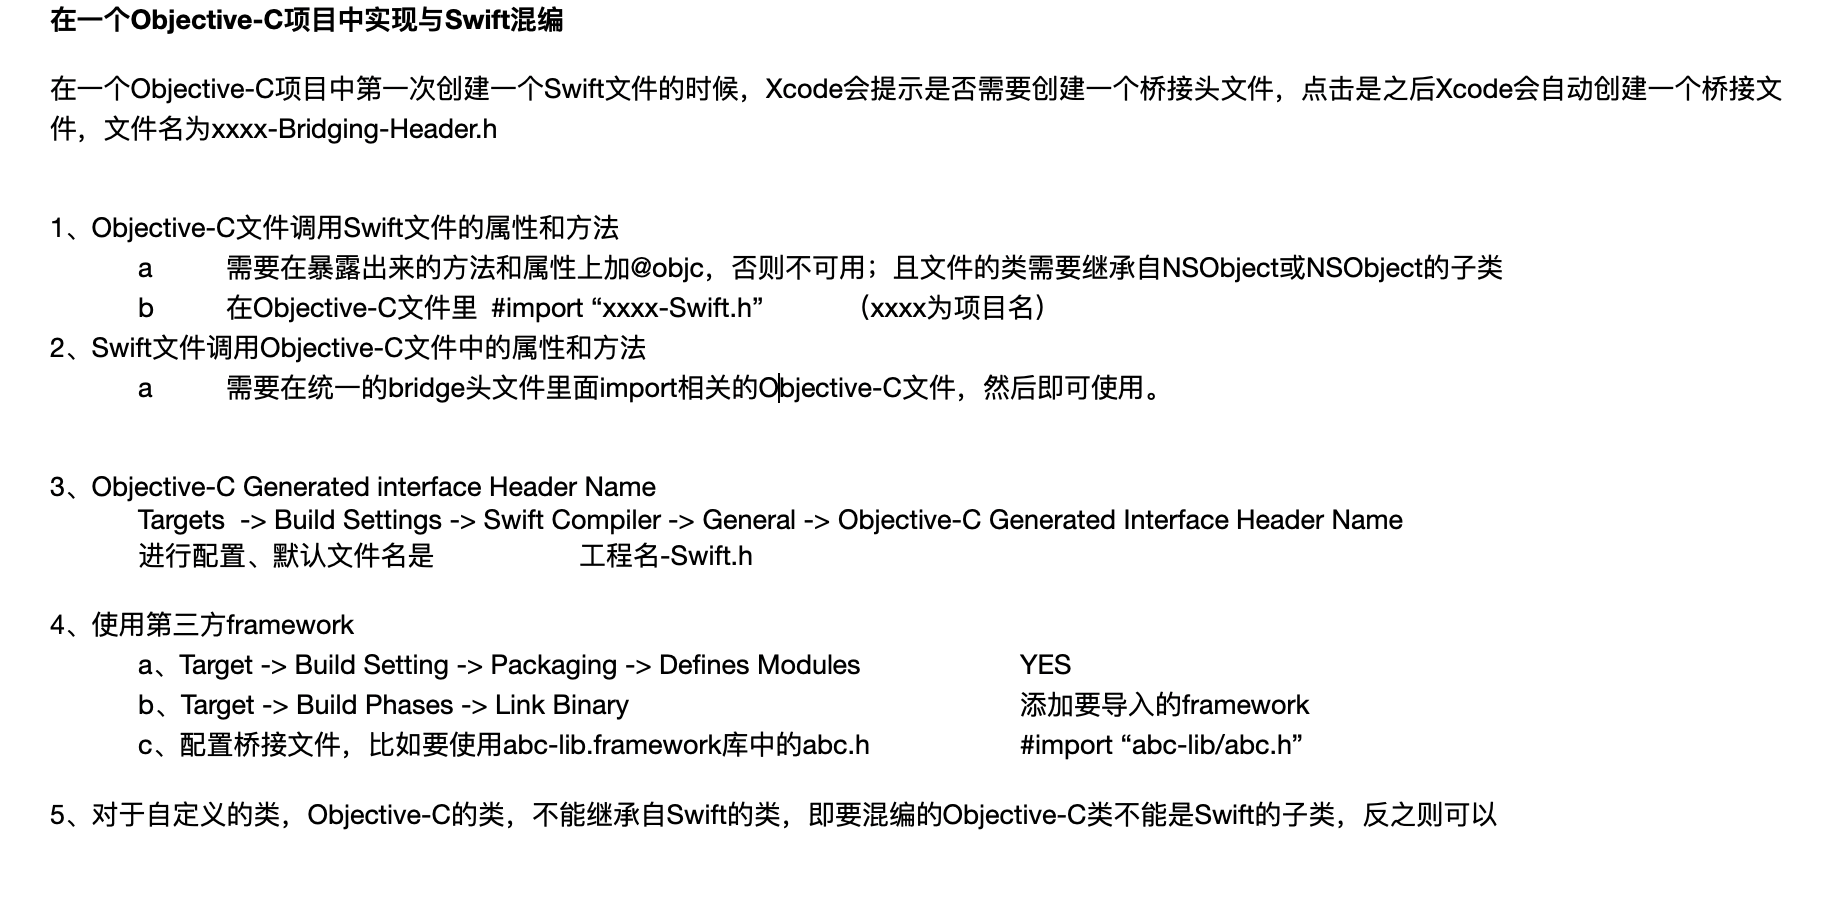 在一个Objective-C项目中实现与Swift混编
在一个Objective-C项目中第一次创建一个Swift文件的时候，Xcode会提示是否需要创建一个桥接头文件，点击是之后Xcode会自动创建一个桥接文
件，文件名为xxxx-Bridging-Header.h
1、Objective-C文件调用Swift文件的属性和方法
a 需要在暴露出来的方法和属性上加@objc，否则不可用；且文件的类需要继承自NSObject或NSObject的子类
b 在Objective-C文件里 #import “xxxx-Swift.h” （xxxx为项目名）
2、Swift文件调用Objective-C文件中的属性和方法
a 需要在统一的bridge头文件里面import相关的Objective-C文件，然后即可使用。
3、Objective-C Generated interface Header Name
Targets -> Build Settings -> Swift Compiler -> General -> Objective-C Generated Interface Header Name
进行配置、默认文件名是 工程名-Swift.h
4、使用第三方framework
a、Target -> Build Setting -> Packaging -> Defines Modules YES
b、Target -> Build Phases -> Link Binary 添加要导入的framework
c、配置桥接文件，比如要使用abc-lib.framework库中的abc.h #import “abc-lib/abc.h”
5、对于自定义的类，Objective-C的类，不能继承自Swift的类，即要混编的Objective-C类不能是Swift的子类，反之则可以